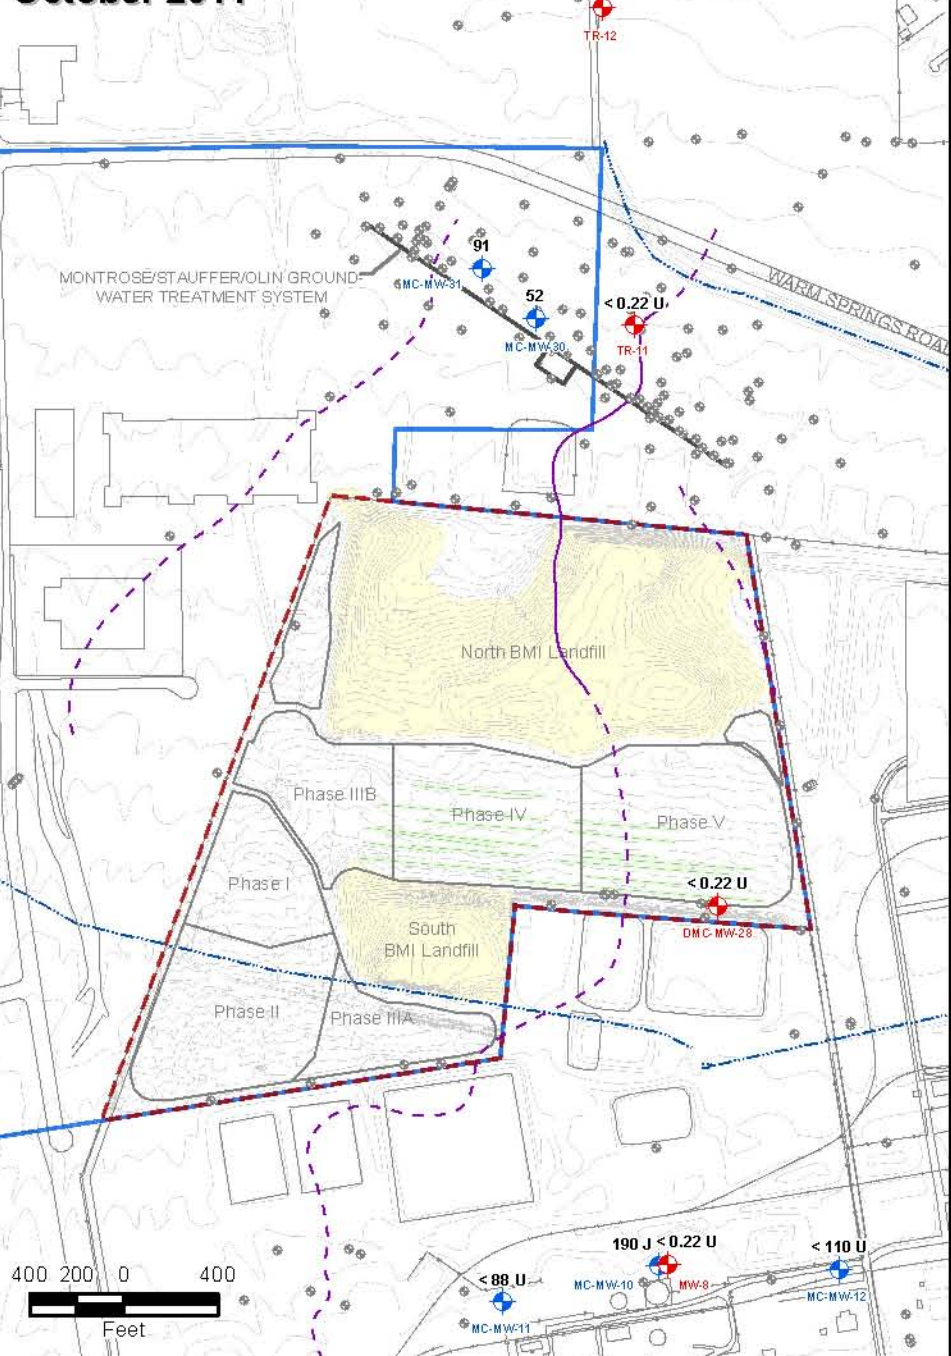 TR-12
91
MONTROSE/STAUFFER/OLIN GROUND-
WATER TREATMENT SYSTEM
MC-MW-31
WARM SPRINGS ROAD
52
< 0.22 U
MC-MW-30
TR-11
North BMI Landfill
Phase IIIB
Phase IV
Phase V
Phase I
< 0.22 U
South
BMI Landfill
DMC-MW-28
Phase II
Phase IIIA
190 J
< 0.22 U
< 110 U
400 200 0 400
< 88 U
MC-MW-10
MW-8
MC-MW-12
Feet
MC-MW-11